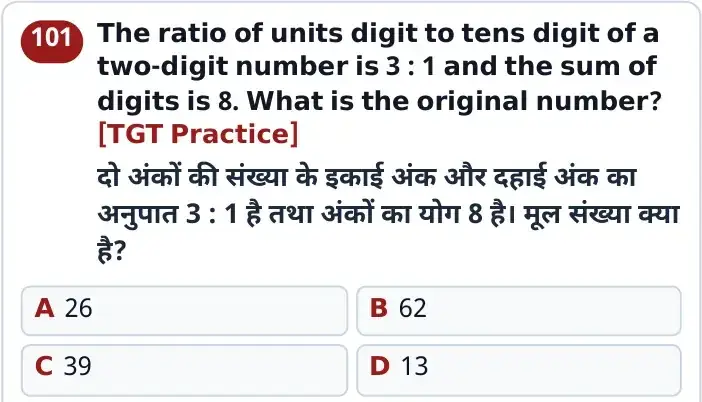 101 The ratio of units digit to tens digit of a
two-digit number is 3 : 1 and the sum of
digits is 8. What is the original number?
[TGT Practice]
दो अंकों की संख्या के इकाई अंक और दहाई अंक का
अनुपात 3 : 1 है तथा अंकों का योग 8 है। मूल संख्या क्या
है?
A 26
B 62
C 39
D 13